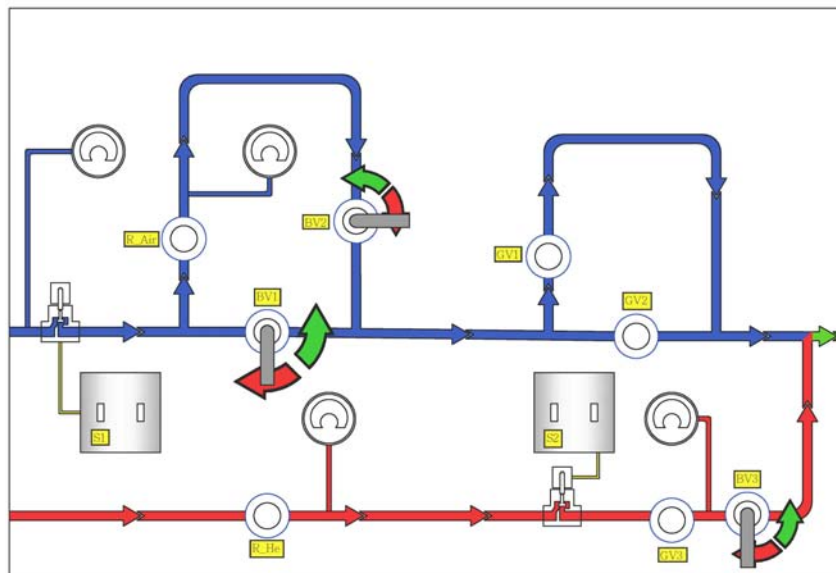 BV2
R_Air
GV1
BV1
GV2
S1
S2
BV3
R_He
GV3